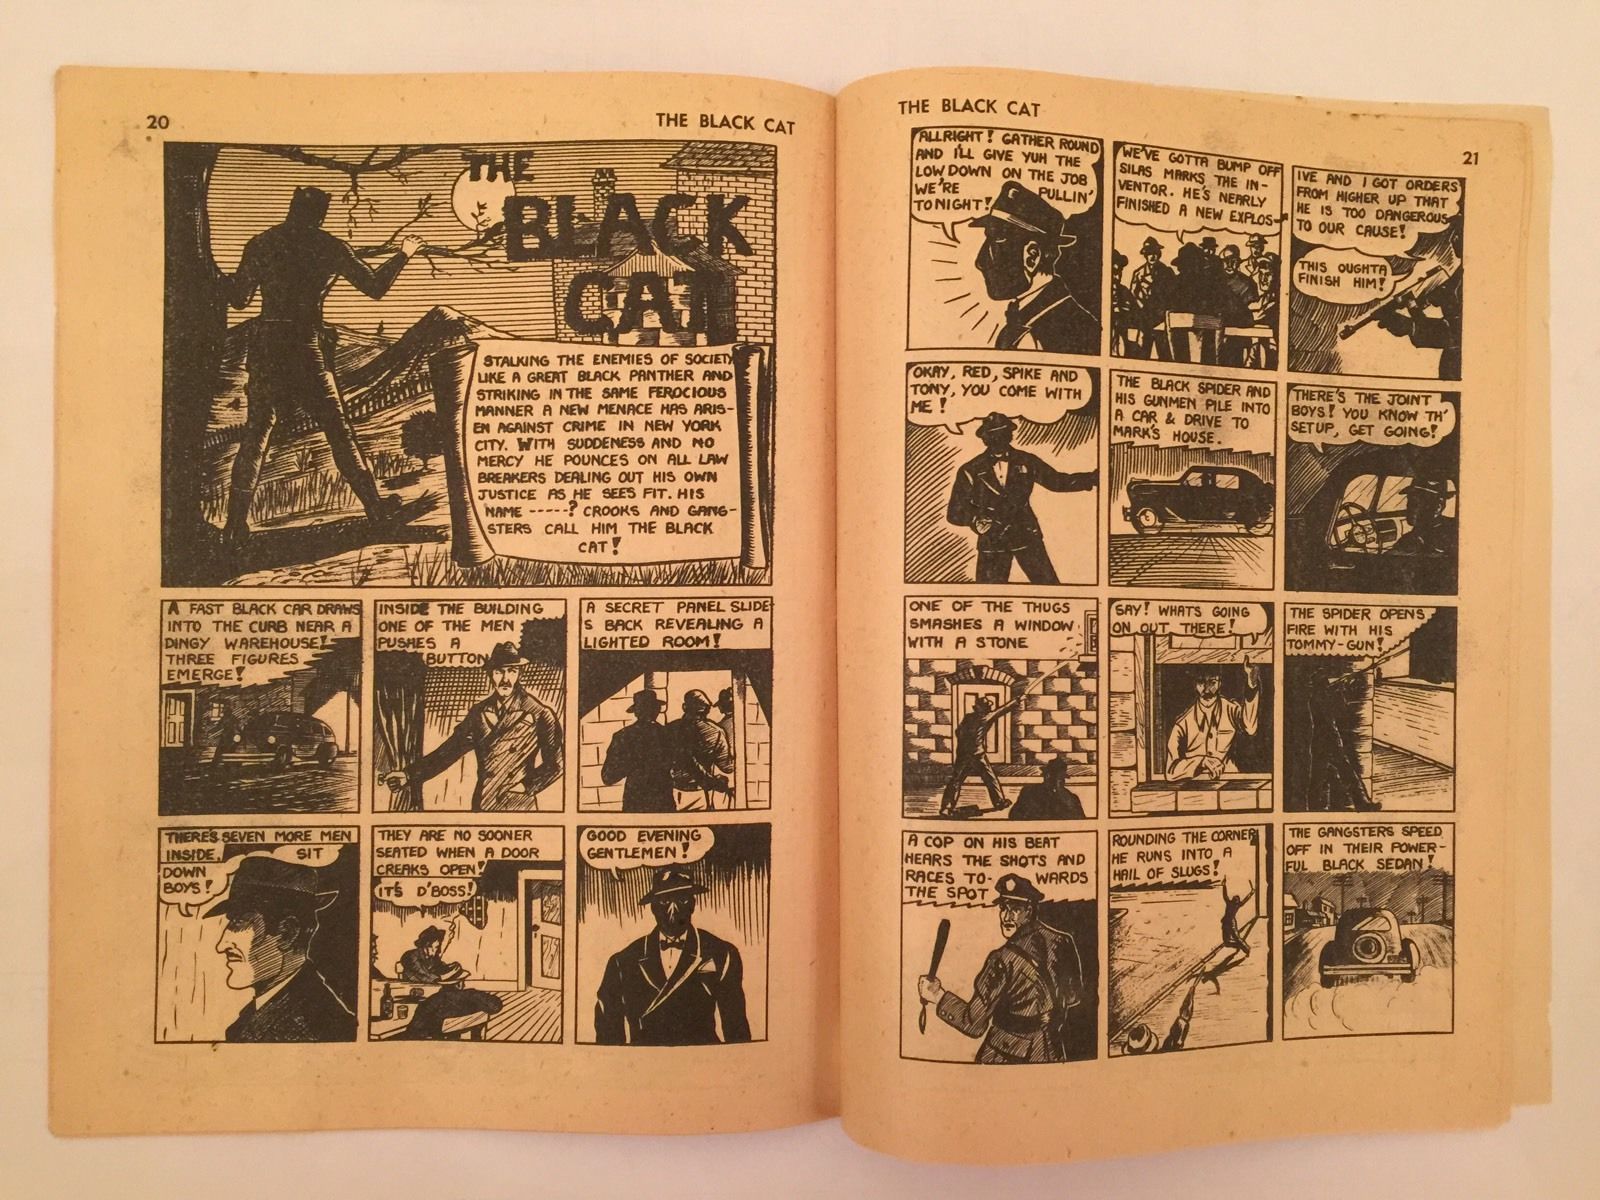 20
THE BLACK CAT
THE
BLACK
CAT
STALKING THE ENEMIES OF SOCIETY
LIKE A GREAT BLACK PANTHER AND
STRIKING IN THE SAME FEROCIOUS
MANNER A NEW MENACE HAS ARIS-
EN AGAINST CRIME IN NEW YORK
CITY. WITH SUDDENESS AND NO
MERCY HE POUNCES ON ALL LAW
BREAKERS DEALING OUT HIS OWN
JUSTICE AS HE SEES FIT. HIS
NAME -----? CROOKS AND GANG-
STERS CALL HIM THE BLACK
CAT!
A FAST BLACK CAR DRAWS
INTO THE CURB NEAR A
DINGY WAREHOUSE!
THREE FIGURES
EMERGE!
INSIDE THE BUILDING
ONE OF THE MEN
PUSHES A
BUTTON
A SECRET PANEL SLIDE-
S BACK REVEALING A
LIGHTED ROOM!
THERE'S SEVEN MORE MEN
INSIDE.
SIT
DOWN
BOYS!
THEY ARE NO SOONER
SEATED WHEN A DOOR
CREAKS OPEN!
IT'S D'BOSS!
GOOD EVENING
GENTLEMEN!
THE BLACK CAT
21
ALLRIGHT! GATHER ROUND
AND I'LL GIVE YUH THE
LOW DOWN ON THE JOB
WE'RE PULLIN'
TONIGHT!
WE'VE GOTTA BUMP OFF
SILAS MARKS THE IN-
VENTOR. HE'S NEARLY
FINISHED A NEW EXPLOS-
IVE AND I GOT ORDERS
FROM HIGHER UP THAT
HE IS TOO DANGEROUS
TO OUR CAUSE!
THIS OUGHTA
FINISH HIM!
OKAY, RED, SPIKE AND
TONY, YOU COME WITH
ME!
THE BLACK SPIDER AND
HIS GUNMEN PILE INTO
A CAR & DRIVE TO
MARK'S HOUSE.
THERE'S THE JOINT
BOYS! YOU KNOW TH'
SETUP, GET GOING!
ONE OF THE THUGS
SMASHES A WINDOW
WITH A STONE
SAY! WHATS GOING
ON OUT THERE!
THE SPIDER OPENS
FIRE WITH HIS
TOMMY-GUN!
A COP ON HIS BEAT
HEARS THE SHOTS AND
RACES TO- WARDS
THE SPOT
ROUNDING THE CORNER
HE RUNS INTO A
HAIL OF SLUGS!
THE GANGSTERS SPEED
OFF IN THEIR POWER-
FUL BLACK SEDAN!